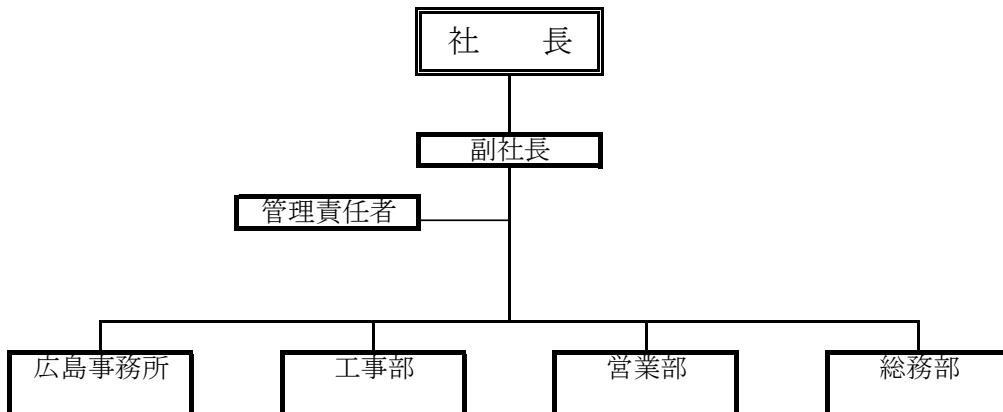 社　　長
副社長
管理責任者
広島事務所
工事部
営業部
総務部